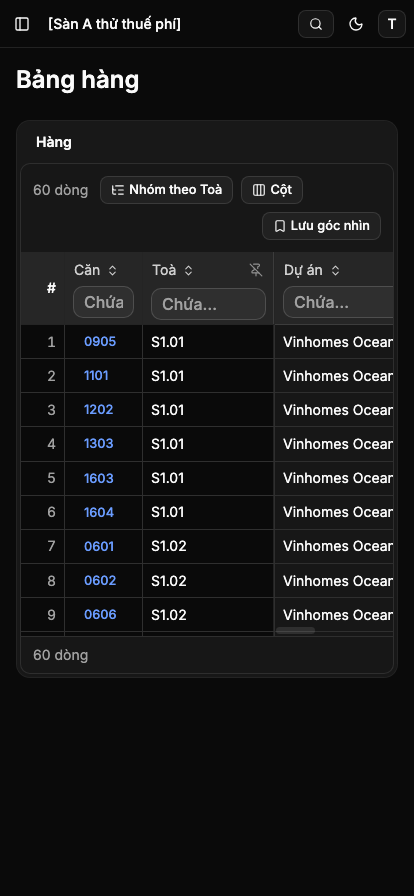 [Sàn A thử thuế phí]
T
Bảng hàng
Hàng
60 dòng
Nhóm theo Toà
Cột
Lưu góc nhìn
# Căn Toà Dự án
Chứa Chứa... Chứa...
1 0905 S1.01 Vinhomes Ocean
2 1101 S1.01 Vinhomes Ocean
3 1202 S1.01 Vinhomes Ocean
4 1303 S1.01 Vinhomes Ocean
5 1603 S1.01 Vinhomes Ocean
6 1604 S1.01 Vinhomes Ocean
7 0601 S1.02 Vinhomes Ocean
8 0602 S1.02 Vinhomes Ocean
9 0606 S1.02 Vinhomes Ocean
60 dòng